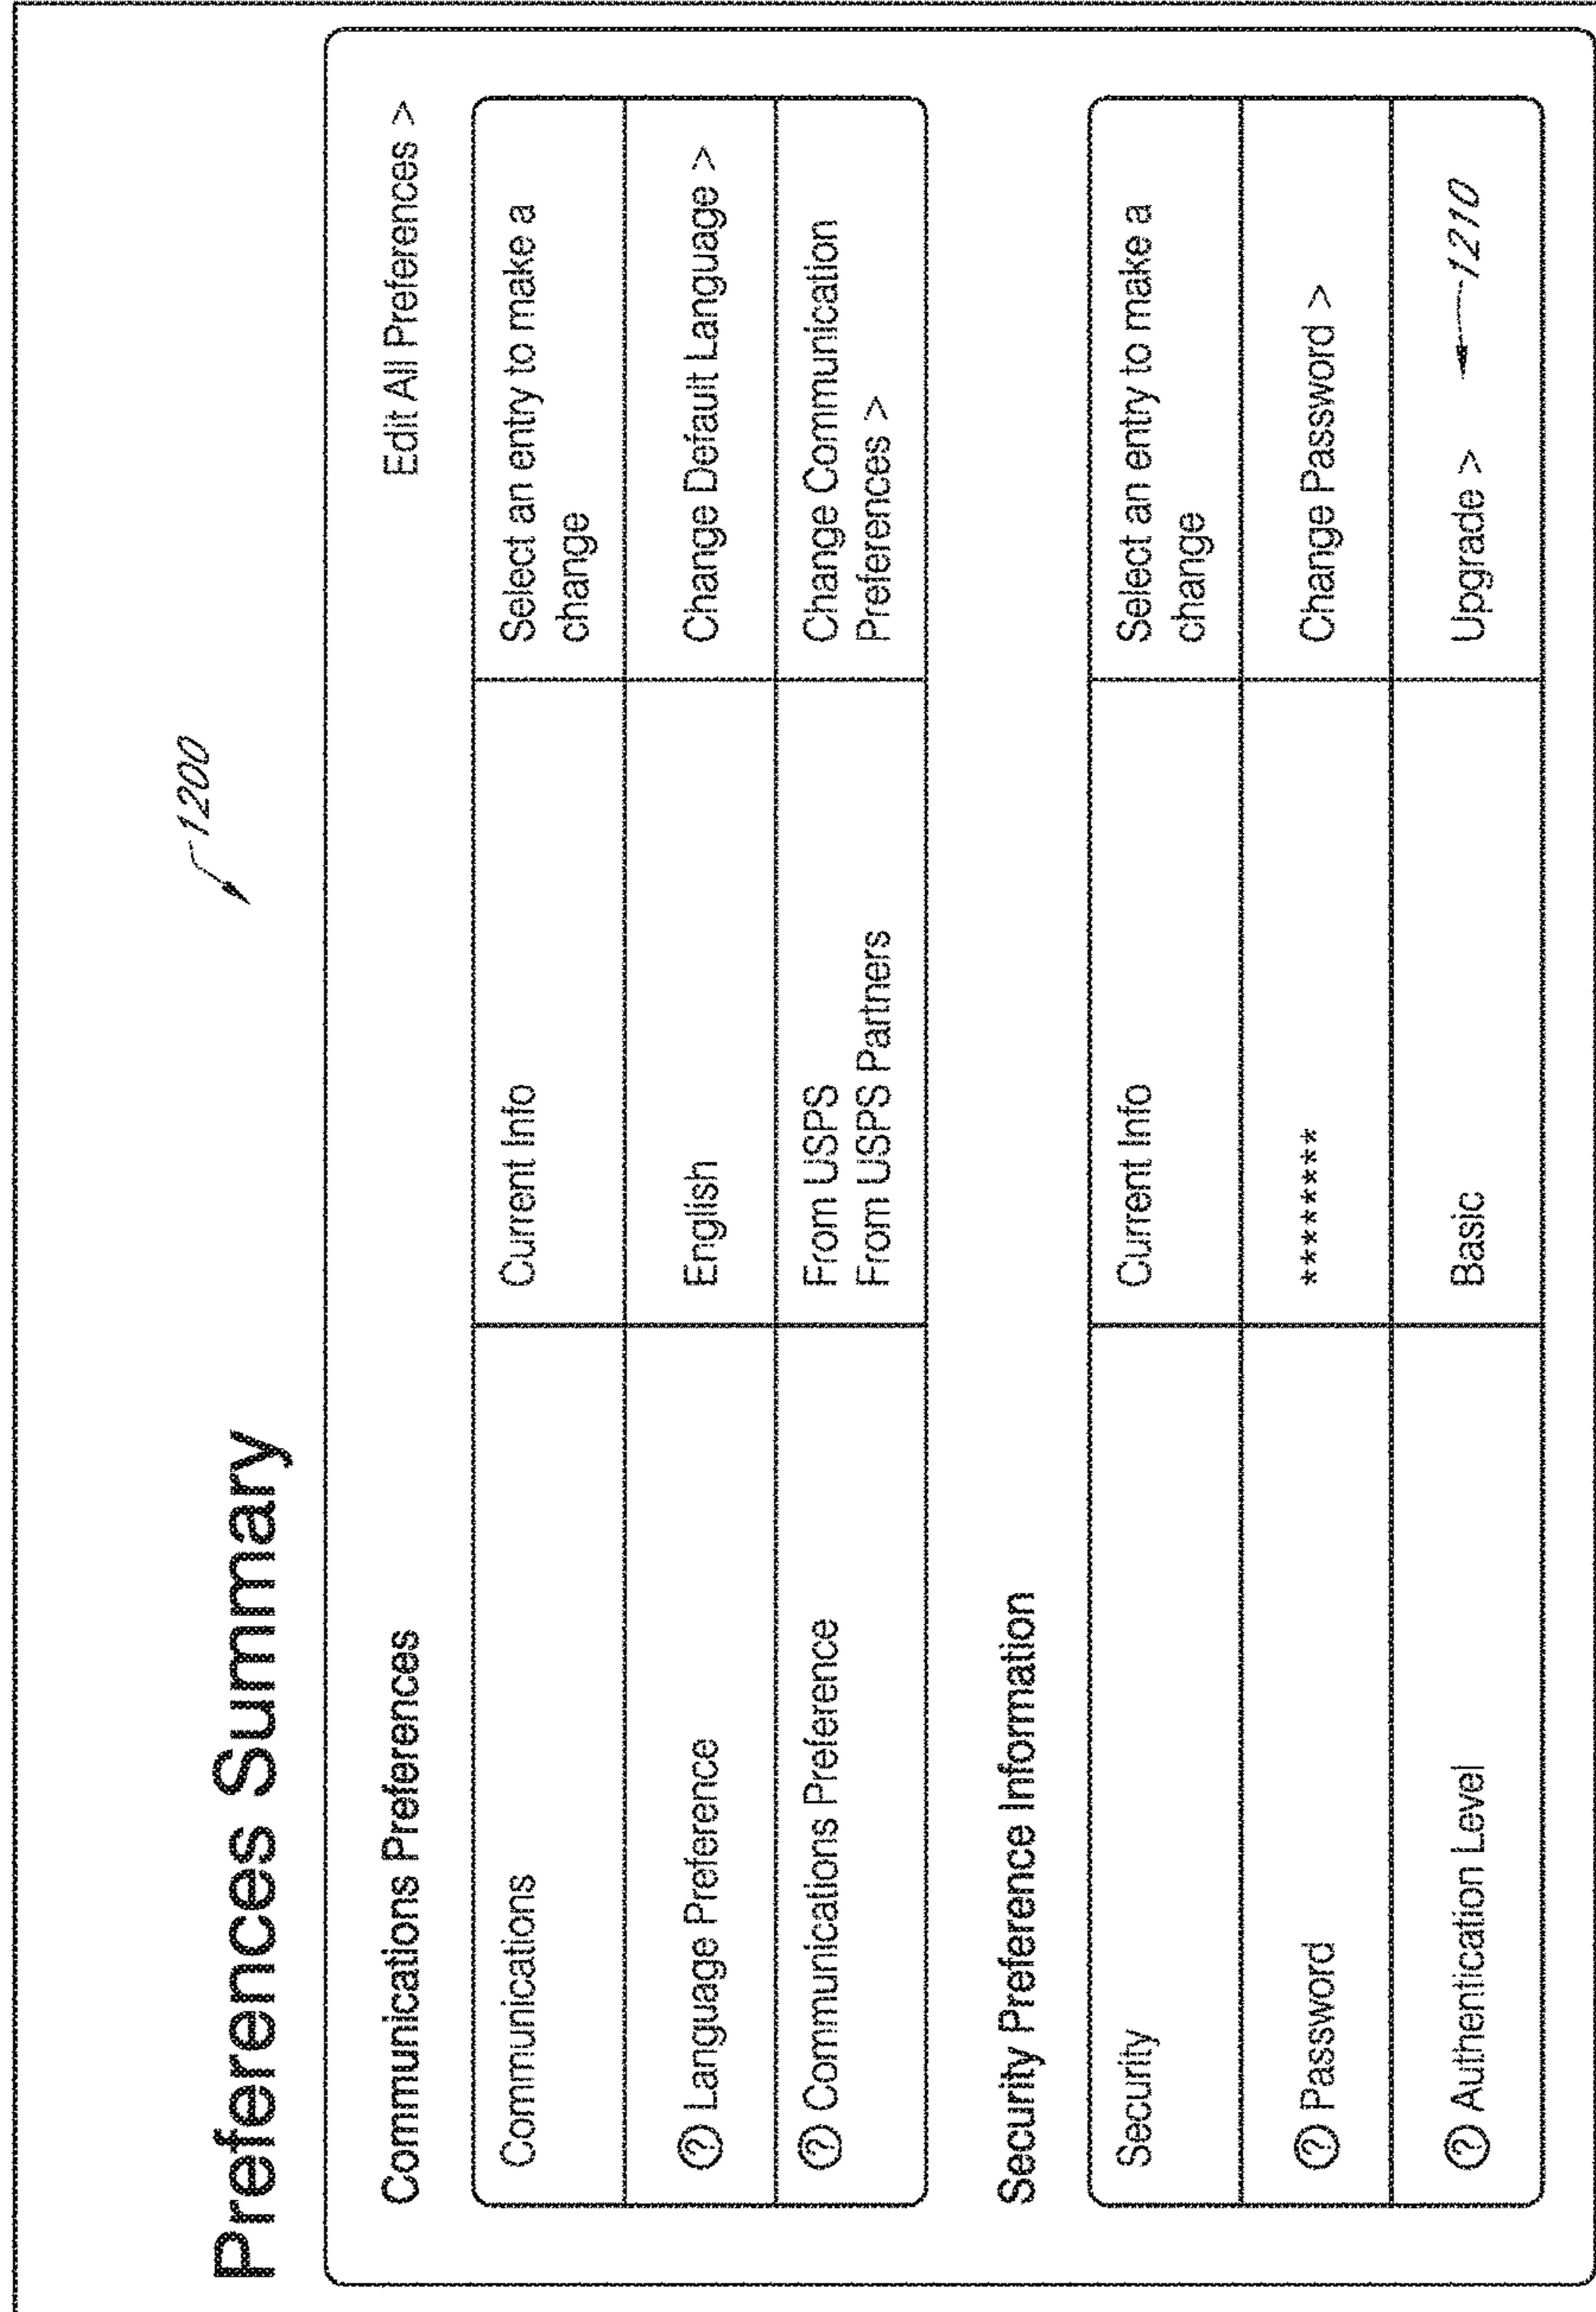 1200
Preferences Summary
Communications Preferences
Edit All Preferences >
Communications
Current Info
Select an entry to make a
change
? Language Preference
English
Change Default Language >
? Communications Preference
From USPS
From USPS Partners
Change Communication
Preferences >
Security Preference Information
Security
Current Info
Select an entry to make a
change
? Password
********
Change Password >
? Authentication Level
Basic
Upgrade >
1210